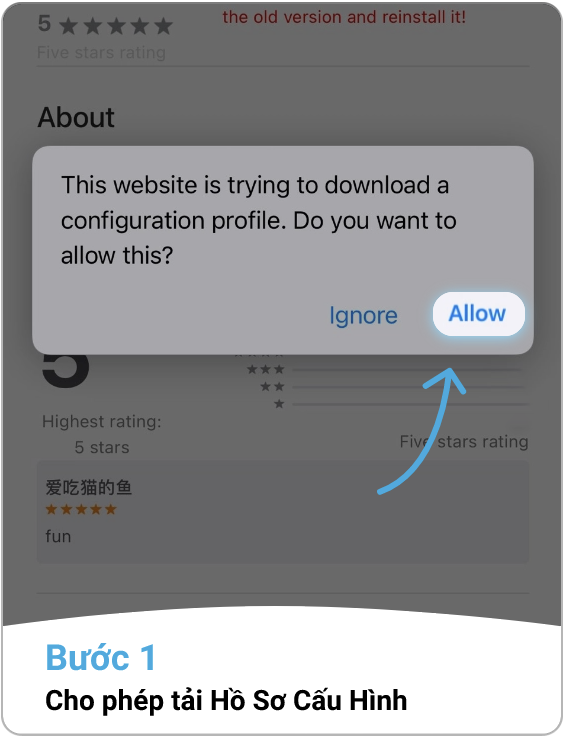 5 ★★★★★
the old version and reinstall it!
Five stars rating
About
This website is trying to download a
configuration profile. Do you want to
allow this?
Ignore
Allow
5
★★★
★★
★
Highest rating:
5 stars
Five stars rating
爱吃猫的鱼
★★★★★
fun
Bước 1
Cho phép tải Hồ Sơ Cấu Hình